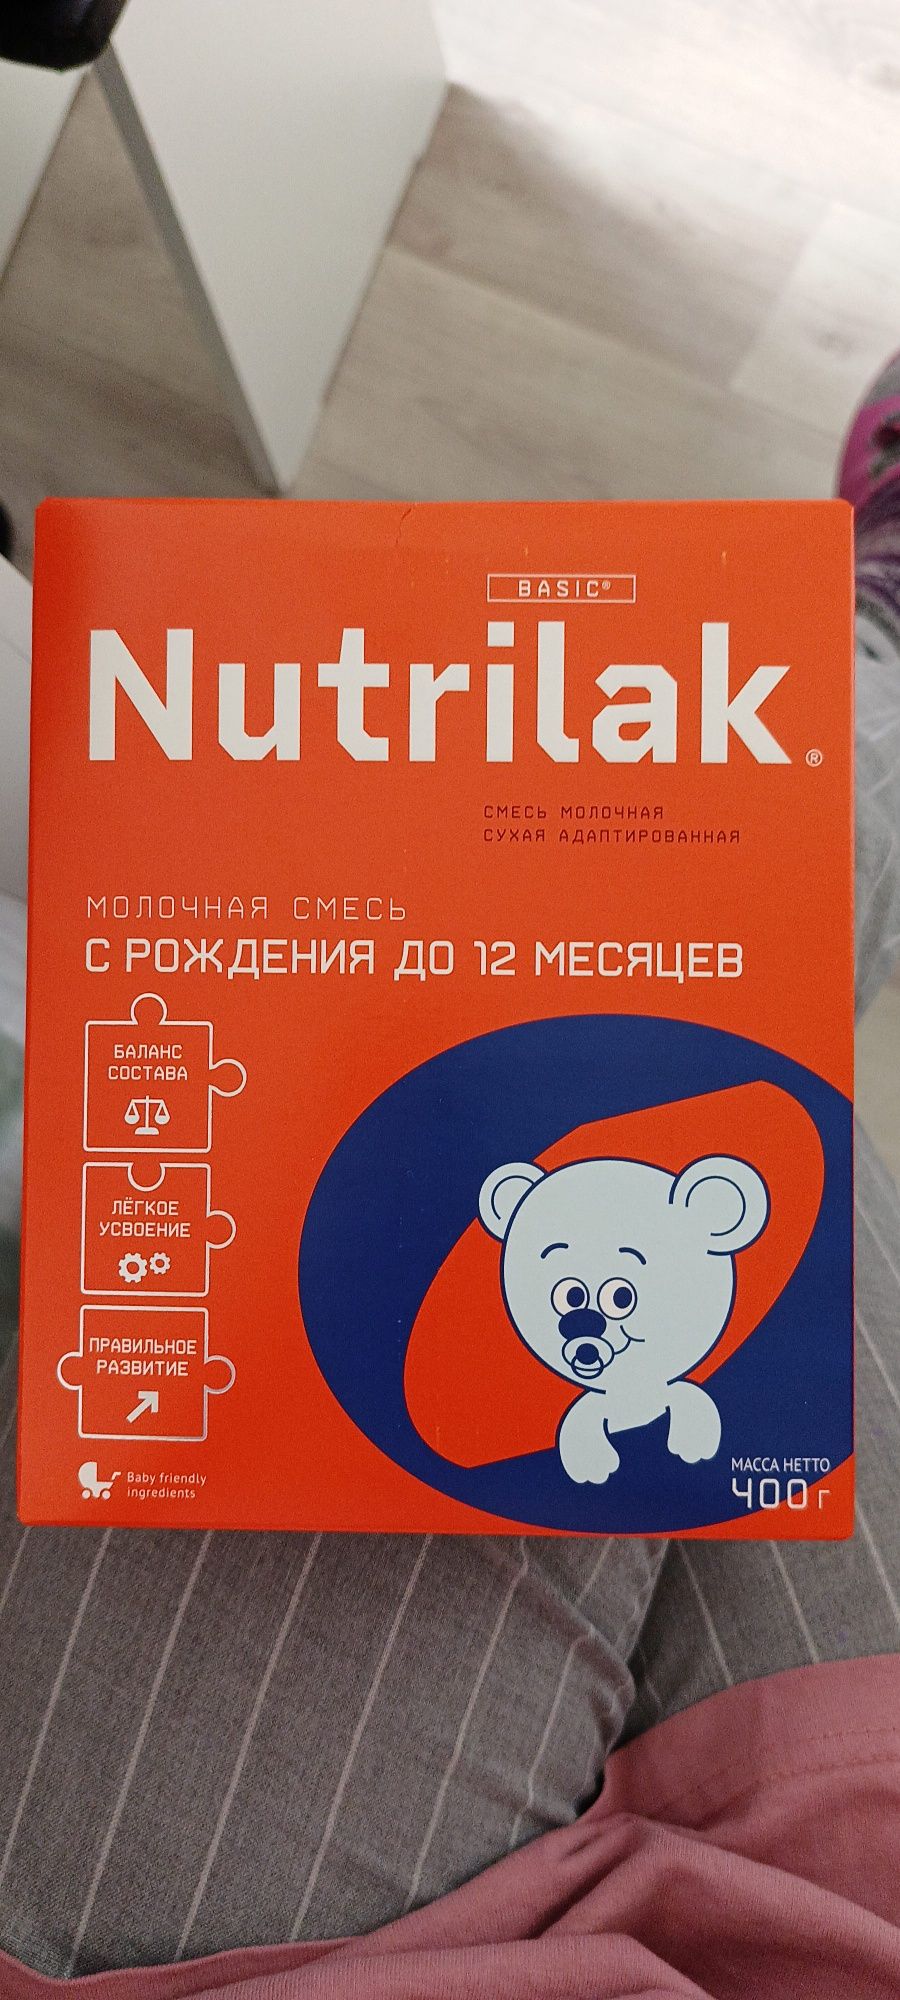 BASIC®
Nutrilak®
СМЕСЬ МОЛОЧНАЯ
СУХАЯ АДАПТИРОВАННАЯ
МОЛОЧНАЯ СМЕСЬ
С РОЖДЕНИЯ ДО 12 МЕСЯЦЕВ
БАЛАНС
СОСТАВА
ЛЁГКОЕ
УСВОЕНИЕ
ПРАВИЛЬНОЕ
РАЗВИТИЕ
Baby friendly
ingredients
МАССА НЕТТО
400 г